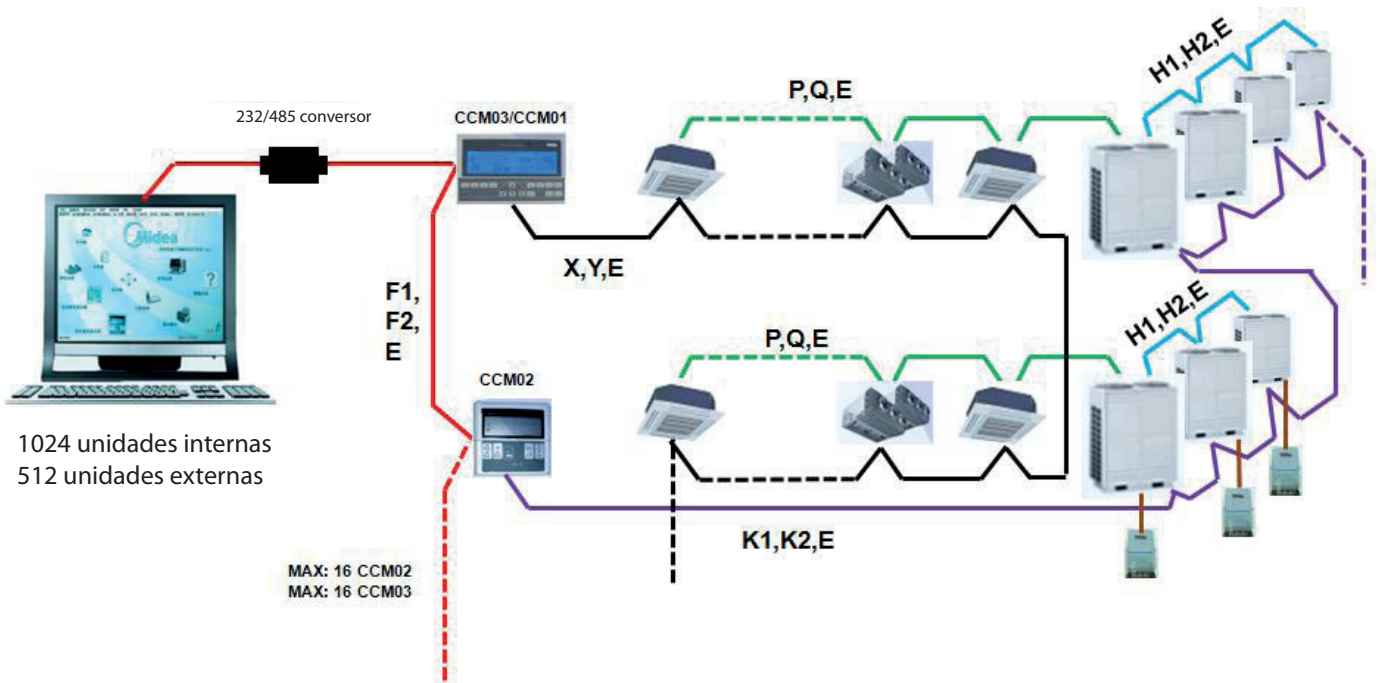 232/485 conversor
CCM03/CCM01
P,Q,E
H1,H2,E
Midea
X,Y,E
F1,
F2,
E
H1,H2,E
P,Q,E
CCM02
1024 unidades internas
512 unidades externas
K1,K2,E
MAX: 16 CCM02
MAX: 16 CCM03